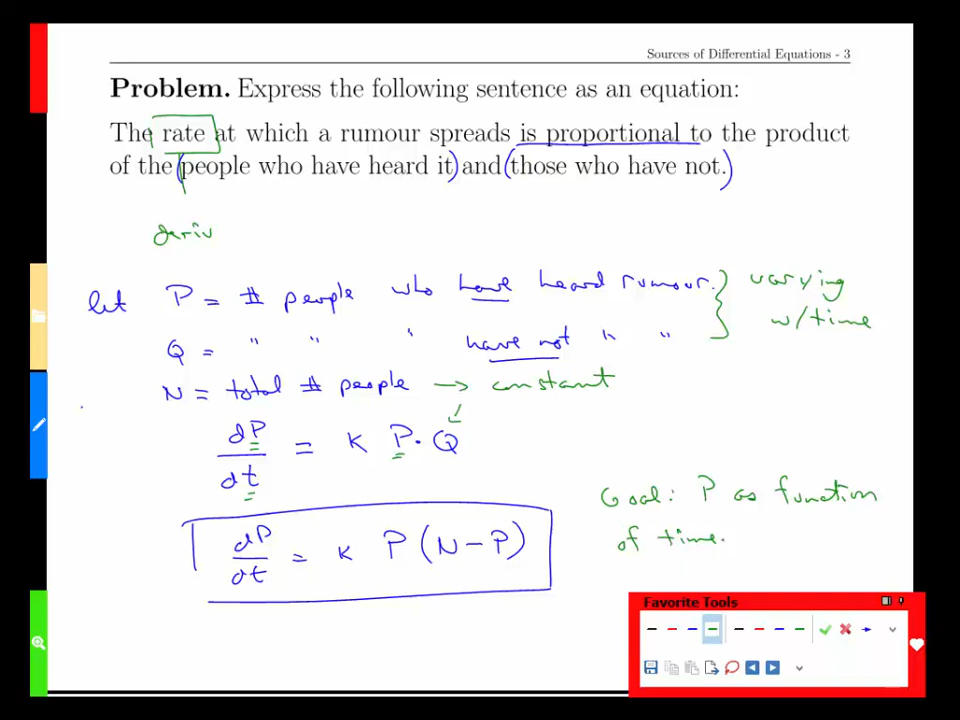 Sources of Differential Equations - 3
Problem. Express the following sentence as an equation:
The rate at which a rumour spreads is proportional to the product
of the (people who have heard it) and (those who have not.)
deriv
let P = # people who have heard rumour. } varying w/time
Q = " " " have not " "
N = total # people → constant
dP/dt = K P · Q
Goal: P as function
of time.
dP/dt = K P (N - P)
Favorite Tools